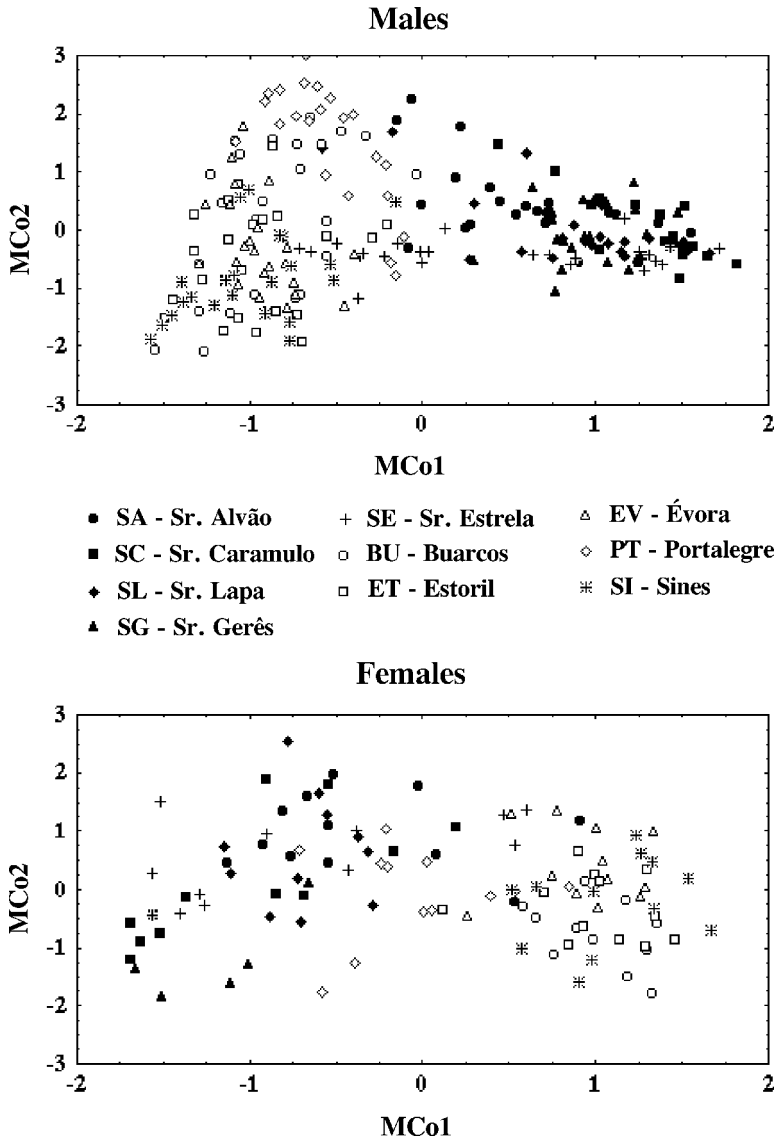 Males
3
2
1
0
-1
-2
-3
MCo2
-2
-1
0
1
2
MCo1
SA - Sr. Alvão
SE - Sr. Estrela
EV - Évora
SC - Sr. Caramulo
BU - Buarcos
PT - Portalegre
SL - Sr. Lapa
ET - Estoril
SI - Sines
SG - Sr. Gerês
Females
3
2
1
0
-1
-2
-3
MCo2
-2
-1
0
1
2
MCo1